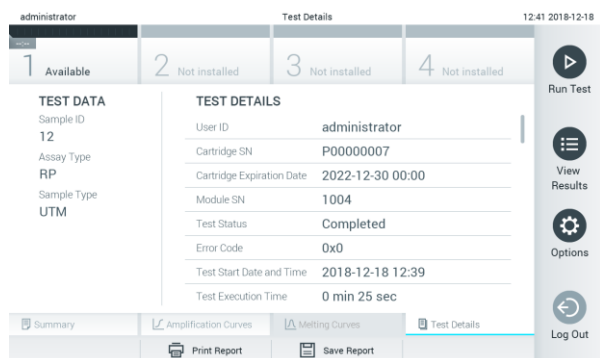 administrator Test Details 12:41 2018-12-18
1 Available 2 Not installed 3 Not installed 4 Not installed
Run Test
TEST DATA
Sample ID
12
Assay Type
RP
Sample Type
UTM
TEST DETAILS
User ID administrator
Cartridge SN P00000007
Cartridge Expiration Date 2022-12-30 00:00
Module SN 1004
Test Status Completed
Error Code 0x0
Test Start Date and Time 2018-12-18 12:39
Test Execution Time 0 min 25 sec
View
Results
Options
Log Out
Summary Amplification Curves Melting Curves Test Details
Print Report Save Report